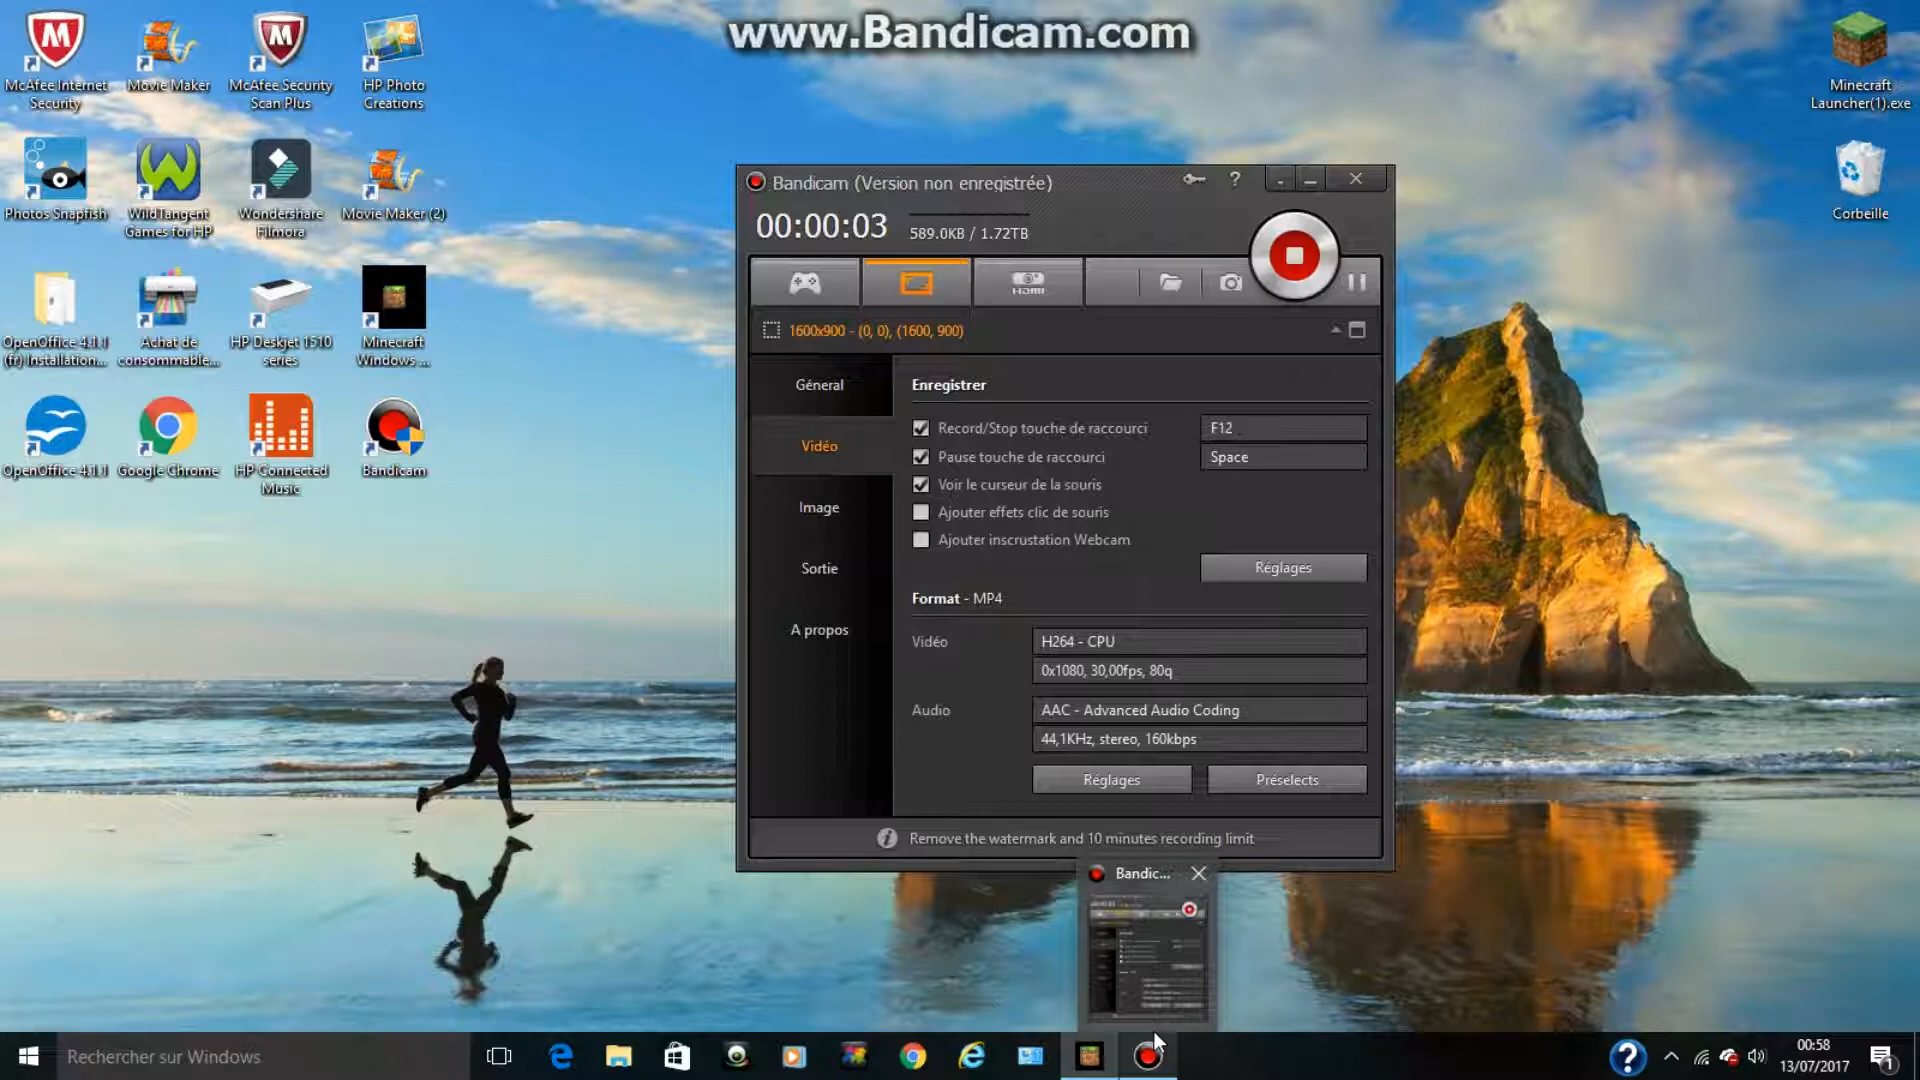 www.Bandicam.com
McAfee Internet
Security
Movie Maker
McAfee Security
Scan Plus
HP Photo
Creations
Minecraft
Launcher(1).exe
Photos Snapfish
WildTangent
Games for HP
Wondershare
Filmora
Movie Maker (2)
Corbeille
OpenOffice 4.1.1
(fr) Installation...
Achat de
consommable...
HP Deskjet 1510
series
Minecraft
Windows ...
OpenOffice 4.1.1
Google Chrome
HP Connected
Music
Bandicam
Bandicam (Version non enregistrée)
?
00:00:03
589.0KB / 1.72TB
HDMI
1600x900 - (0, 0), (1600, 900)
Géneral
Vidéo
Image
Sortie
A propos
Enregistrer
Record/Stop touche de raccourci
F12
Pause touche de raccourci
Space
Voir le curseur de la souris
Ajouter effets clic de souris
Ajouter inscrustation Webcam
Réglages
Format - MP4
Vidéo
H264 - CPU
0x1080, 30,00fps, 80q
Audio
AAC - Advanced Audio Coding
44,1KHz, stereo, 160kbps
Réglages
Préselects
Remove the watermark and 10 minutes recording limit
Bandic...
Rechercher sur Windows
?
00:58
13/07/2017
1